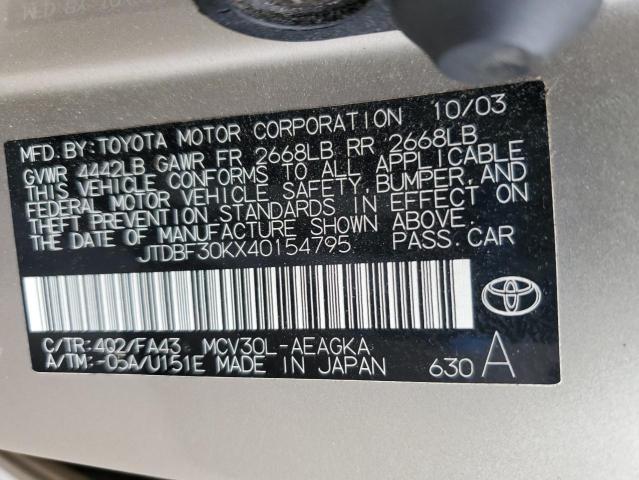 MFD. BY: TOYOTA MOTOR CORPORATION 10/03
GVWR 4442LB GAWR FR 2668LB RR 2668LB
THIS VEHICLE CONFORMS TO ALL APPLICABLE
FEDERAL MOTOR VEHICLE SAFETY, BUMPER, AND
THEFT PREVENTION STANDARDS IN EFFECT ON
THE DATE OF MANUFACTURE SHOWN ABOVE.
JTDBF30KX40154795 PASS. CAR
C/TR: 4Q2/FA43 MCV30L-AEAGKA
A/TM: -05A/U151E MADE IN JAPAN 630 A